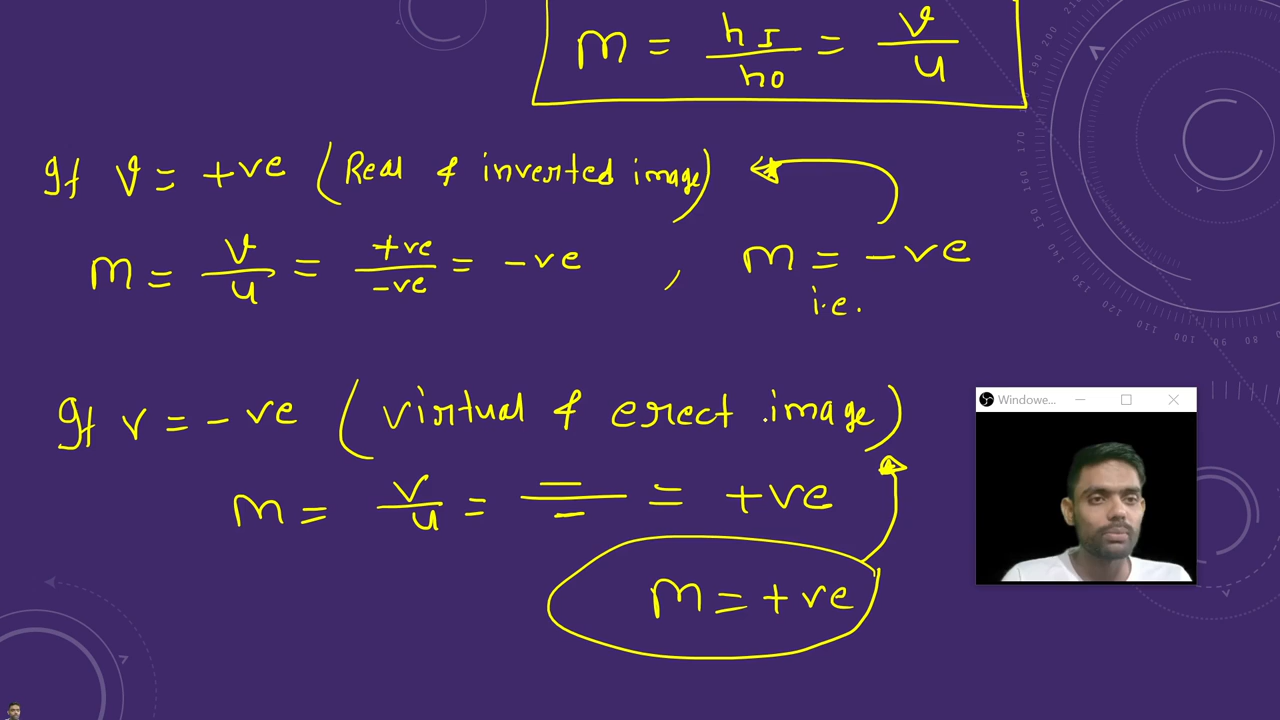 m = hI/ho = v/u
If v = +ve (Real & inverted image)
m = v/u = +ve/-ve = -ve , m = -ve
i.e.
If v = -ve (virtual & erect image)
m = v/u = -/- = +ve
m = +ve
Windowe...